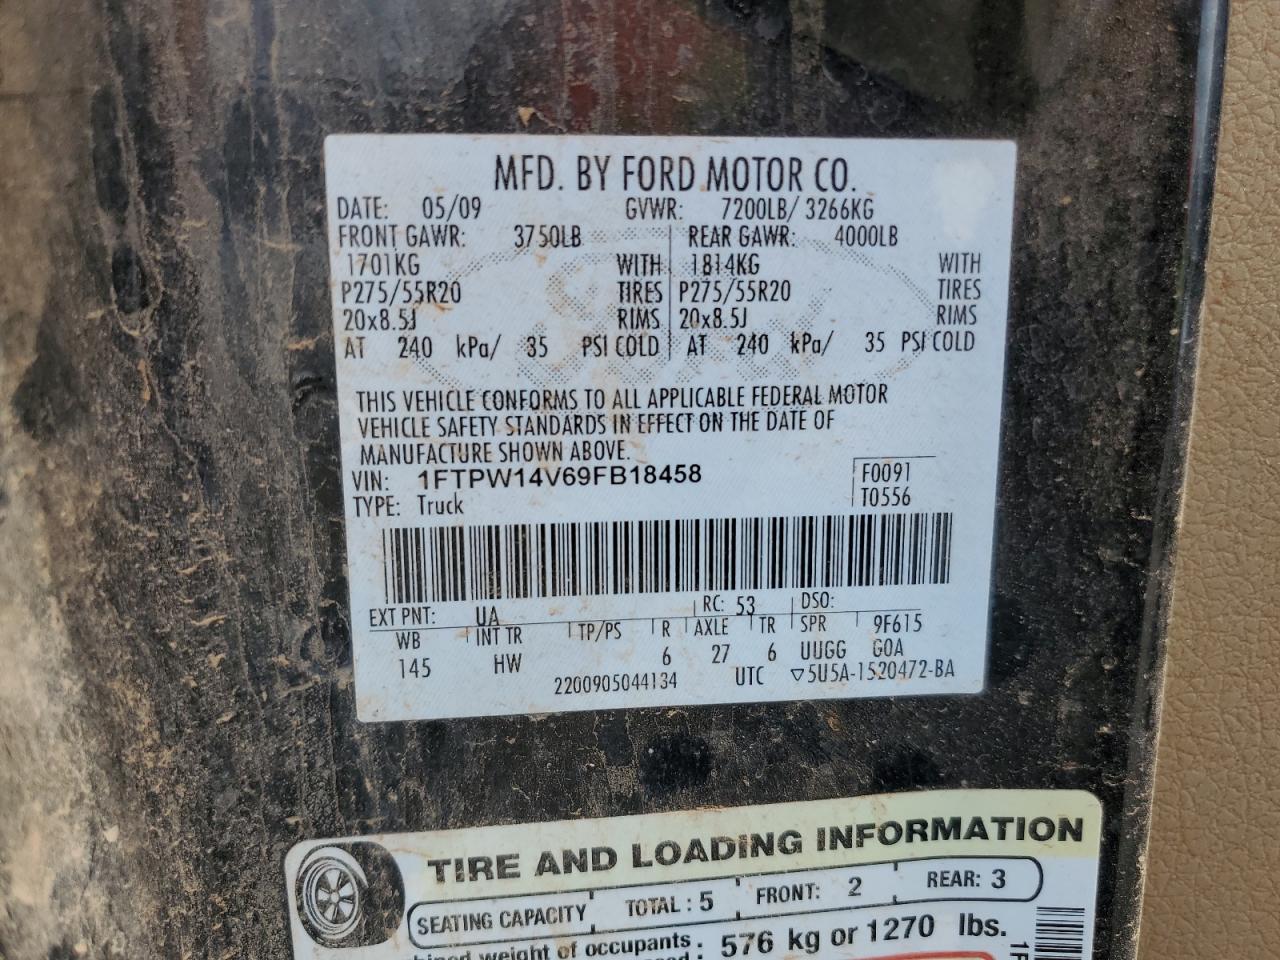 MFD. BY FORD MOTOR CO.
DATE: 05/09 GVWR: 7200LB/ 3266KG
FRONT GAWR: 3750LB REAR GAWR: 4000LB
1701KG WITH 1814KG WITH
P275/55R20 TIRES P275/55R20 TIRES
20x8.5J RIMS 20x8.5J RIMS
AT 240 kPa/ 35 PSI COLD AT 240 kPa/ 35 PSI COLD
THIS VEHICLE CONFORMS TO ALL APPLICABLE FEDERAL MOTOR
VEHICLE SAFETY STANDARDS IN EFFECT ON THE DATE OF
MANUFACTURE SHOWN ABOVE.
VIN: 1FTPW14V69FB18458 F0091
TYPE: Truck T0556
EXT PNT: UA RC: 53 DSO:
WB INT TR TP/PS R AXLE TR SPR 9F615
145 HW 6 27 6 UUGG GOA
2200905044134 UTC ▽5U5A-1520472-BA
TIRE AND LOADING INFORMATION
SEATING CAPACITY TOTAL : 5 FRONT: 2 REAR: 3
weight of occupants 576 kg or 1270 lbs.